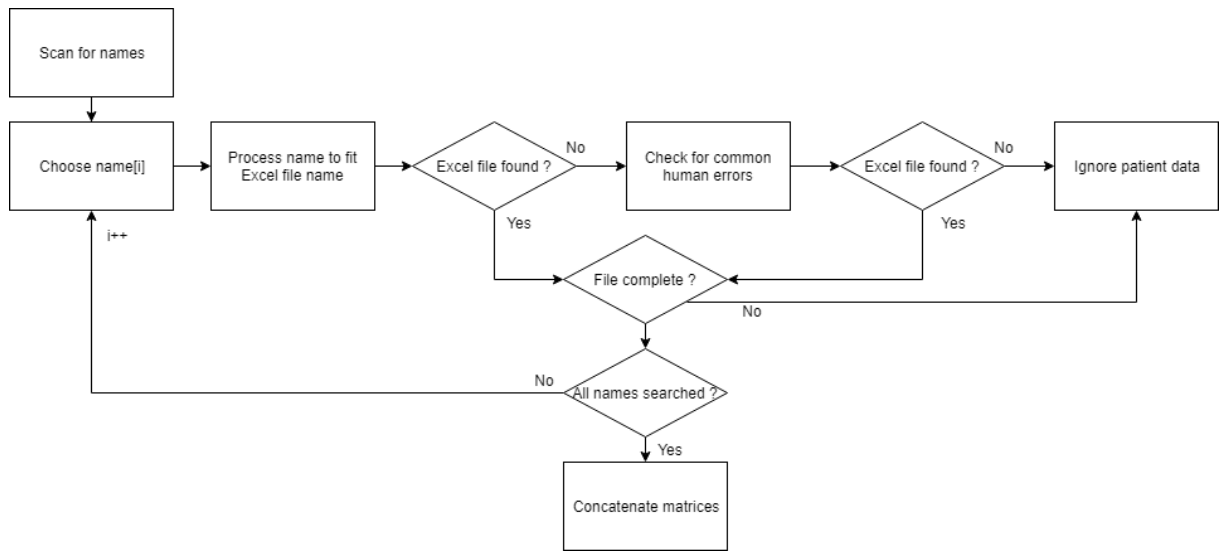 Scan for names
Choose name[i]
Process name to fit
Excel file name
Excel file found ?
No
Check for common
human errors
Excel file found ?
No
Ignore patient data
Yes
Yes
i++
File complete ?
No
No
All names searched ?
Yes
Concatenate matrices